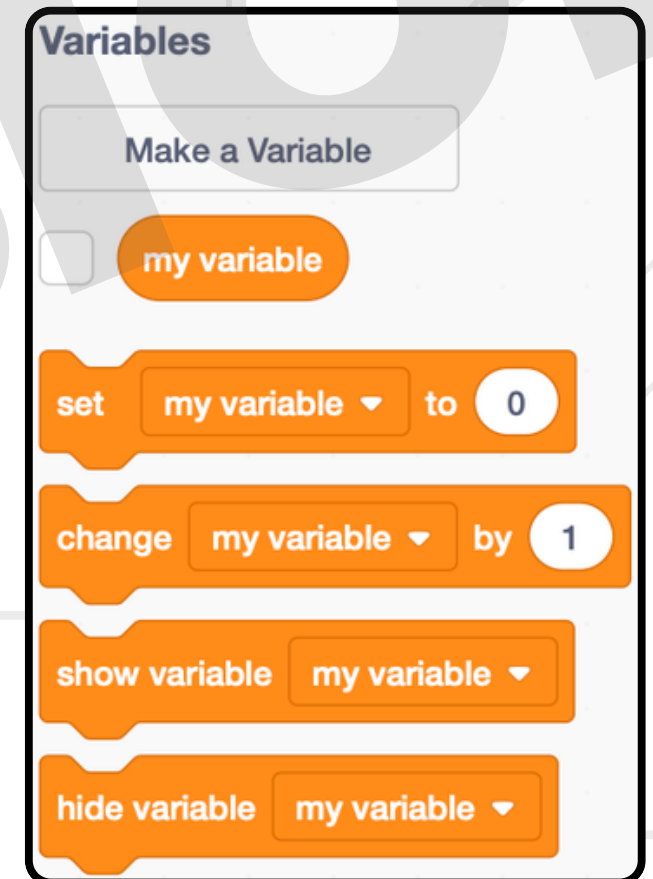 Variables
Make a Variable
my variable
set my variable to 0
change my variable by 1
show variable my variable
hide variable my variable